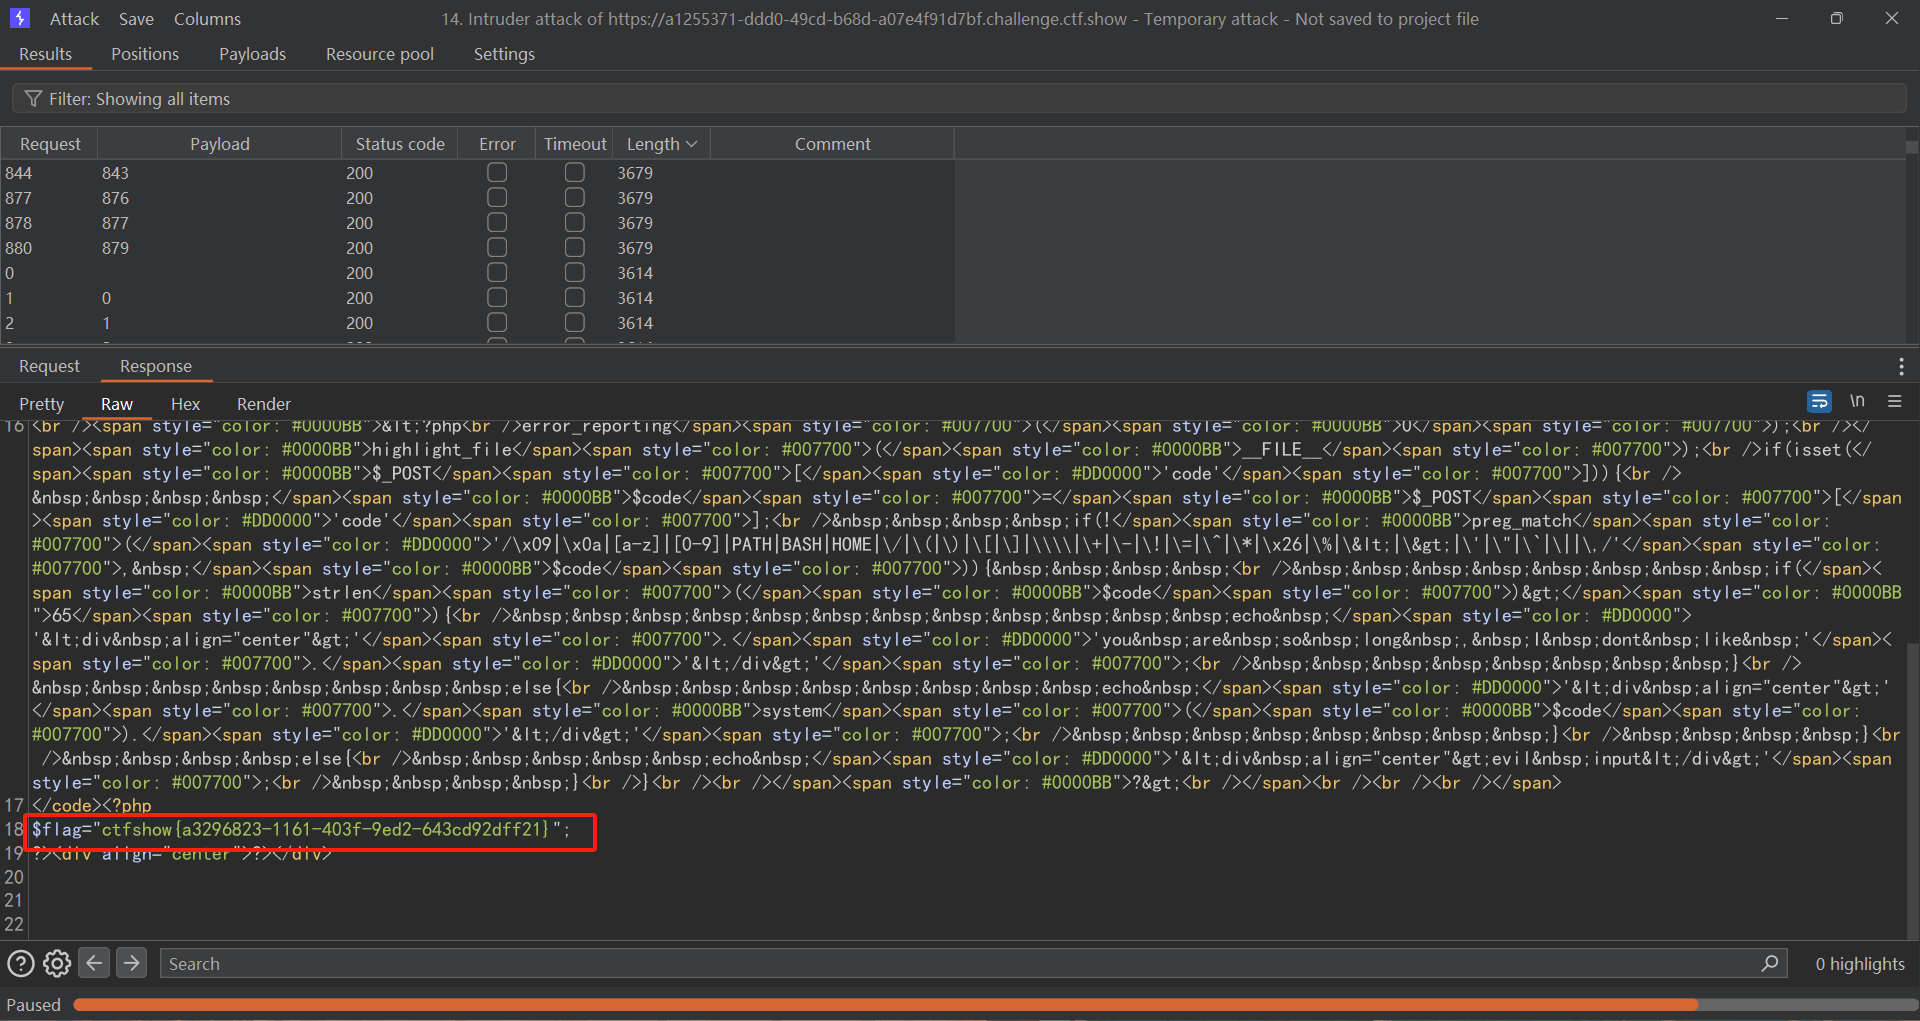 Attack Save Columns 14. Intruder attack of https://a1255371-ddd0-49cd-b68d-a07e4f91d7bf.challenge.ctf.show - Temporary attack - Not saved to project file
Results Positions Payloads Resource pool Settings
Filter: Showing all items
Request Payload Status code Error Timeout Length Comment
844 843 200 3679
877 876 200 3679
878 877 200 3679
880 879 200 3679
0 200 3614
1 0 200 3614
2 1 200 3614
Request Response
Pretty Raw Hex Render \n
16 <br /><span style="color: #0000BB">&lt;?php<br />error_reporting</span><span style="color: #007700">(</span><span style="color: #0000BB">0</span><span style="color: #007700">);<br /></
span><span style="color: #0000BB">highlight_file</span><span style="color: #007700">(</span><span style="color: #0000BB">__FILE__</span><span style="color: #007700">);<br />if(isset(</
span><span style="color: #0000BB">$_POST</span><span style="color: #007700">[</span><span style="color: #DD0000">'code'</span><span style="color: #007700">])){<br />
&nbsp;&nbsp;&nbsp;&nbsp;</span><span style="color: #0000BB">$code</span><span style="color: #007700">=</span><span style="color: #0000BB">$_POST</span><span style="color: #007700">[</span
><span style="color: #DD0000">'code'</span><span style="color: #007700">];<br />&nbsp;&nbsp;&nbsp;&nbsp;if(!</span><span style="color: #0000BB">preg_match</span><span style="color:
#007700">(</span><span style="color: #DD0000">'/\x09|\x0a|[a-z]|[0-9]|PATH|BASH|HOME|\/|\(|\)|\[|\]|\\\\|\+|\-|\!|\=|\^|\*|\x26|\%|\&lt;|\&gt;|\'|\"|\`|\||\,/'</span><span style="color:
#007700">,&nbsp;</span><span style="color: #0000BB">$code</span><span style="color: #007700">)){&nbsp;&nbsp;&nbsp;&nbsp;<br />&nbsp;&nbsp;&nbsp;&nbsp;&nbsp;&nbsp;&nbsp;&nbsp;if(</span><
span style="color: #0000BB">strlen</span><span style="color: #007700">(</span><span style="color: #0000BB">$code</span><span style="color: #007700">)&gt;</span><span style="color: #0000BB
">65</span><span style="color: #007700">){<br />&nbsp;&nbsp;&nbsp;&nbsp;&nbsp;&nbsp;&nbsp;&nbsp;&nbsp;&nbsp;&nbsp;&nbsp;echo&nbsp;</span><span style="color: #DD0000">
'&lt;div&nbsp;align="center"&gt;'</span><span style="color: #007700">.</span><span style="color: #DD0000">'you&nbsp;are&nbsp;so&nbsp;long&nbsp;,&nbsp;I&nbsp;dont&nbsp;like&nbsp;'</span><
span style="color: #007700">.</span><span style="color: #DD0000">'&lt;/div&gt;'</span><span style="color: #007700">;<br />&nbsp;&nbsp;&nbsp;&nbsp;&nbsp;&nbsp;&nbsp;&nbsp;}<br />
&nbsp;&nbsp;&nbsp;&nbsp;&nbsp;&nbsp;&nbsp;&nbsp;else{<br />&nbsp;&nbsp;&nbsp;&nbsp;&nbsp;&nbsp;&nbsp;&nbsp;echo&nbsp;</span><span style="color: #DD0000">'&lt;div&nbsp;align="center"&gt;'
</span><span style="color: #007700">.</span><span style="color: #0000BB">system</span><span style="color: #007700">(</span><span style="color: #0000BB">$code</span><span style="color:
#007700">).</span><span style="color: #DD0000">'&lt;/div&gt;'</span><span style="color: #007700">;<br />&nbsp;&nbsp;&nbsp;&nbsp;&nbsp;&nbsp;&nbsp;&nbsp;}<br />&nbsp;&nbsp;&nbsp;&nbsp;}<br
/>&nbsp;&nbsp;&nbsp;&nbsp;else{<br />&nbsp;&nbsp;&nbsp;&nbsp;&nbsp;echo&nbsp;</span><span style="color: #DD0000">'&lt;div&nbsp;align="center"&gt;evil&nbsp;input&lt;/div&gt;'</span><span
style="color: #007700">;<br />&nbsp;&nbsp;&nbsp;&nbsp;}<br />}<br /><br /></span><span style="color: #0000BB">?&gt;<br /></span><br /><br /><br /></span>
17 </code><?php
18 $flag="ctfshow{a3296823-1161-403f-9ed2-643cd92dff21}";
19 ?><div align="center">?></div>
20
21
22
Search 0 highlights
Paused